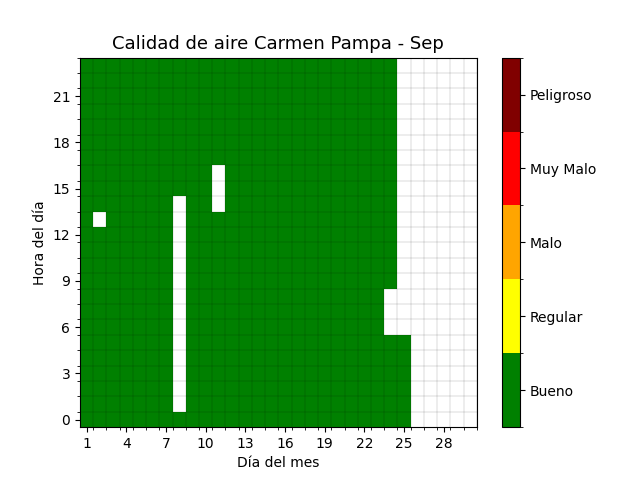 Calidad de aire Carmen Pampa - Sep
Hora del día
21
18
15
12
9
6
3
0
1 4 7 10 13 16 19 22 25 28
Día del mes
Peligroso
Muy Malo
Malo
Regular
Bueno